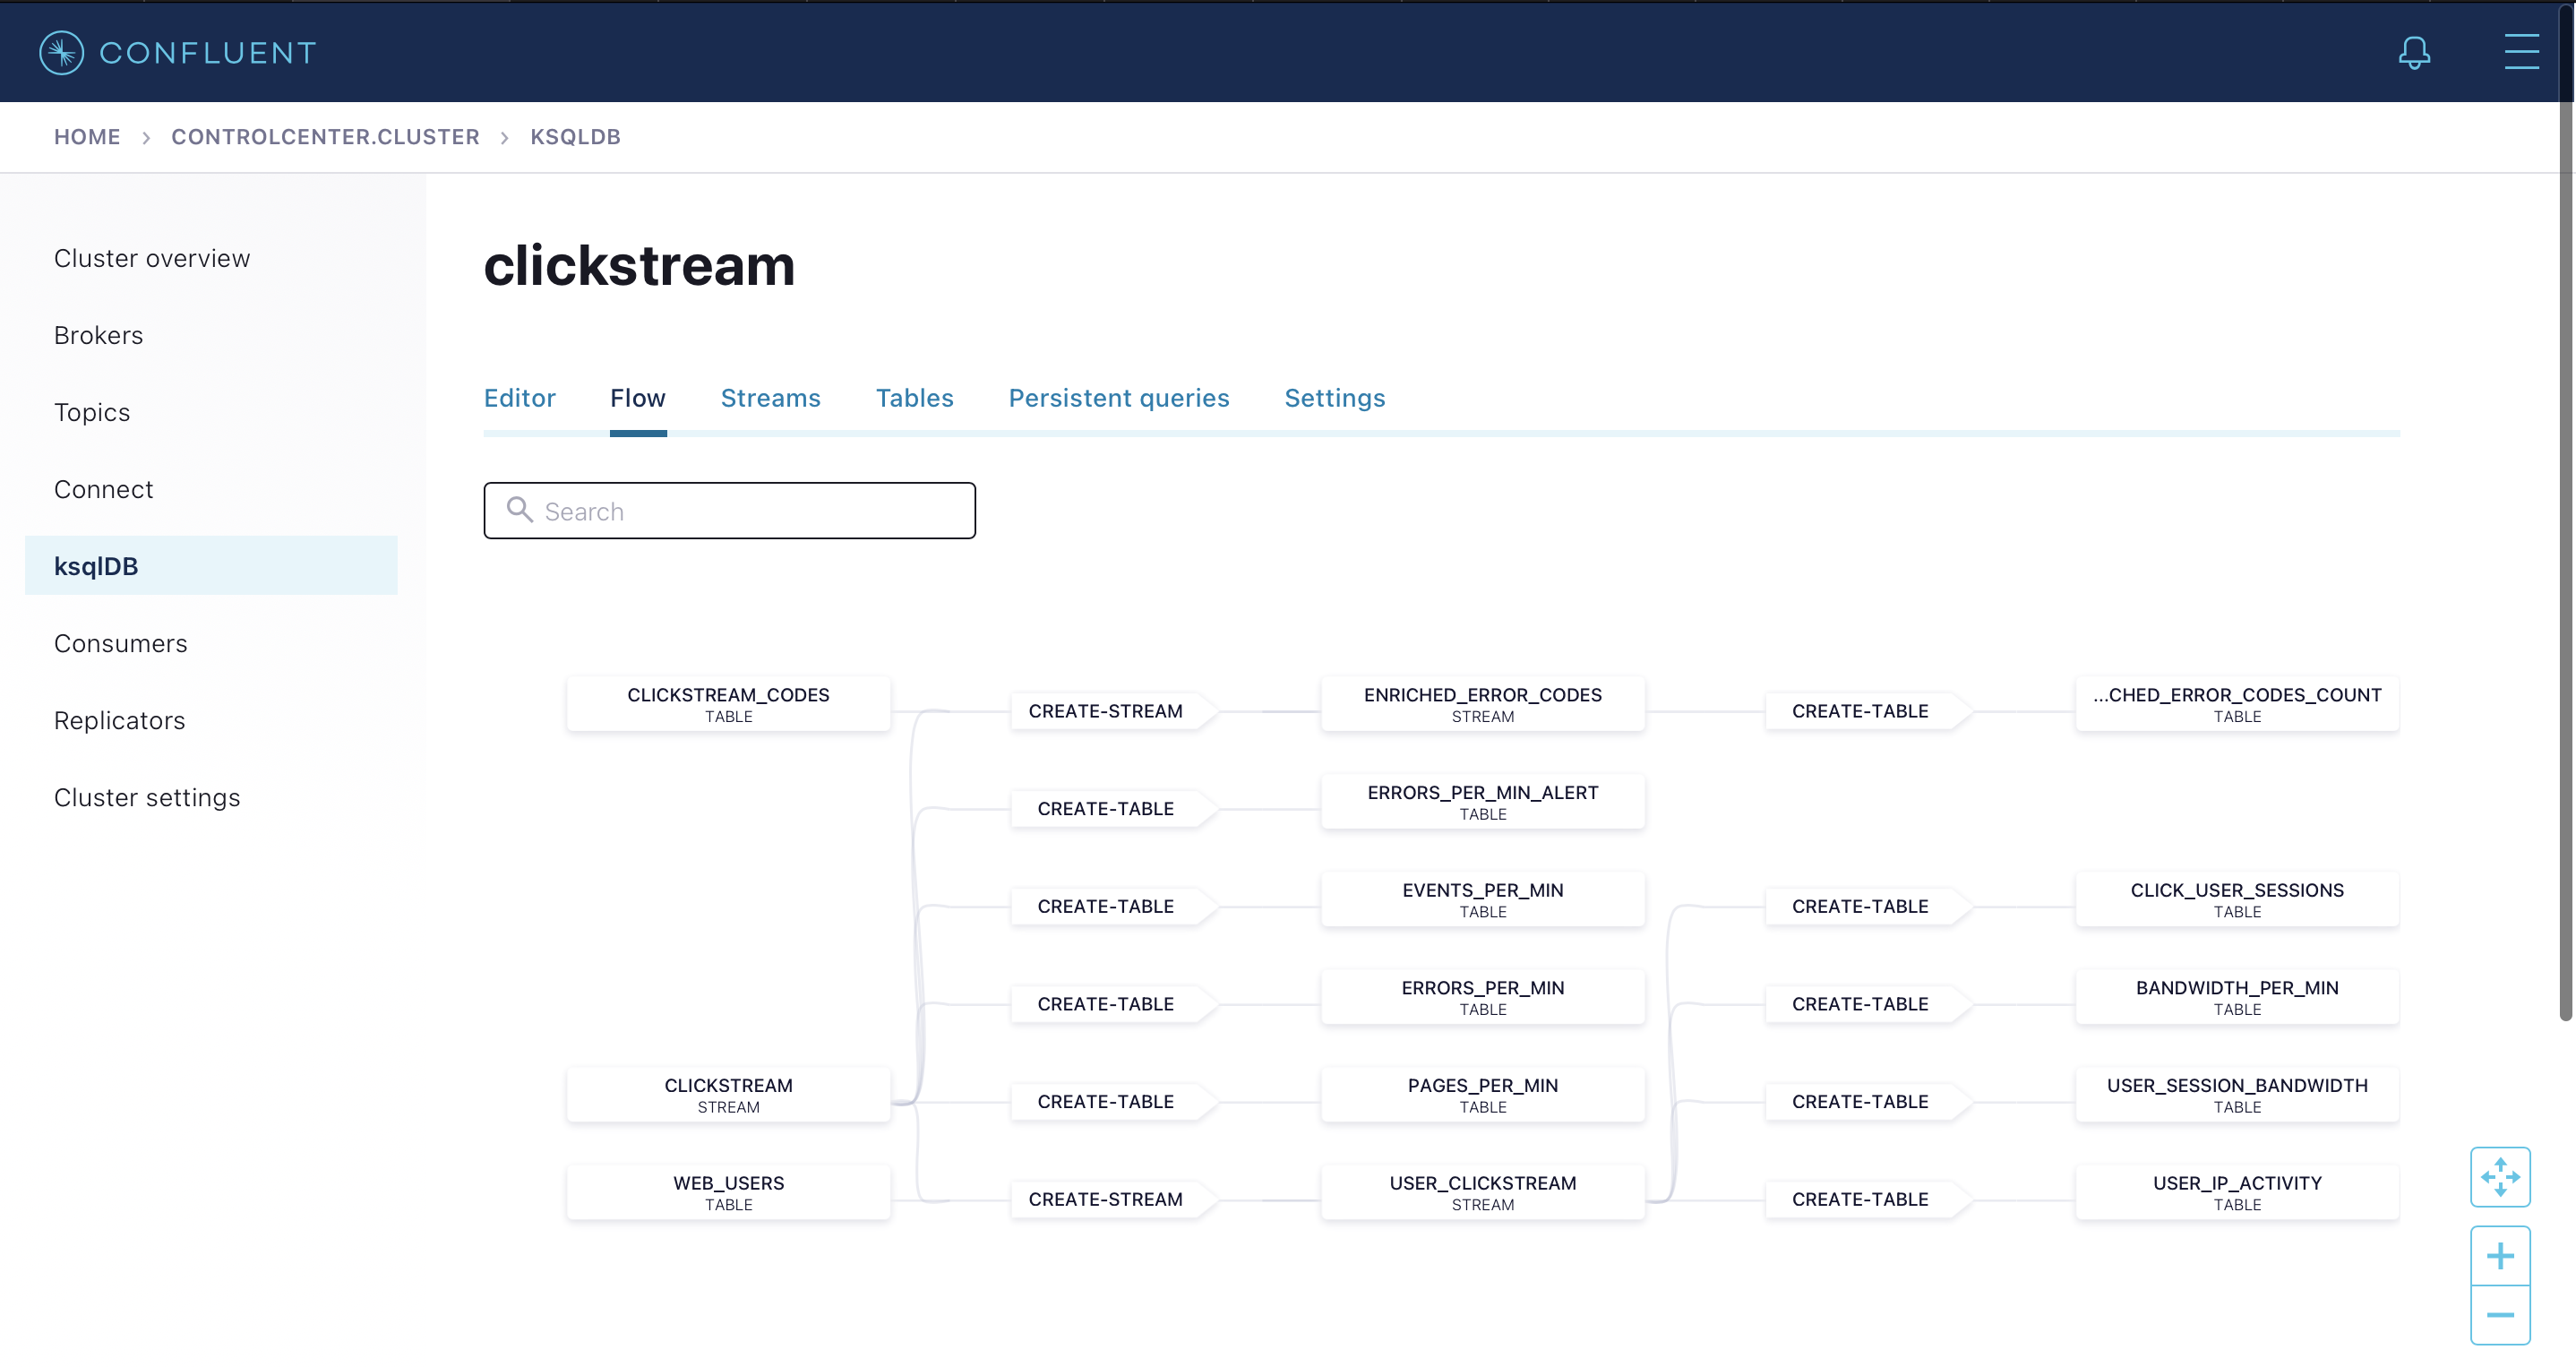 CONFLUENT
HOME > CONTROLCENTER.CLUSTER > KSQLDB
Cluster overview
Brokers
Topics
Connect
ksqlDB
Consumers
Replicators
Cluster settings
clickstream
Editor Flow Streams Tables Persistent queries Settings
Search
CLICKSTREAM_CODES
TABLE
CREATE-STREAM
ENRICHED_ERROR_CODES
STREAM
CREATE-TABLE
...CHED_ERROR_CODES_COUNT
TABLE
CREATE-TABLE
ERRORS_PER_MIN_ALERT
TABLE
CREATE-TABLE
EVENTS_PER_MIN
TABLE
CREATE-TABLE
CLICK_USER_SESSIONS
TABLE
CREATE-TABLE
ERRORS_PER_MIN
TABLE
CREATE-TABLE
BANDWIDTH_PER_MIN
TABLE
CLICKSTREAM
STREAM
CREATE-TABLE
PAGES_PER_MIN
TABLE
CREATE-TABLE
USER_SESSION_BANDWIDTH
TABLE
WEB_USERS
TABLE
CREATE-STREAM
USER_CLICKSTREAM
STREAM
CREATE-TABLE
USER_IP_ACTIVITY
TABLE